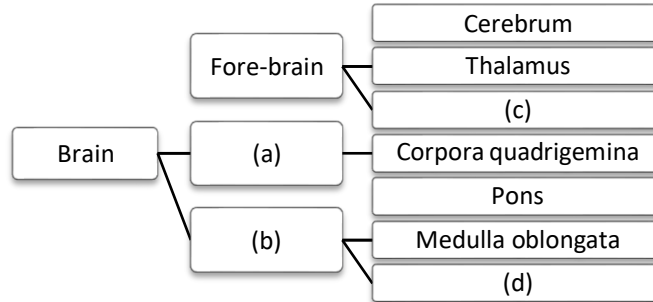 Cerebrum
Fore-brain
Thalamus
(c)
Brain
(a)
Corpora quadrigemina
Pons
(b)
Medulla oblongata
(d)